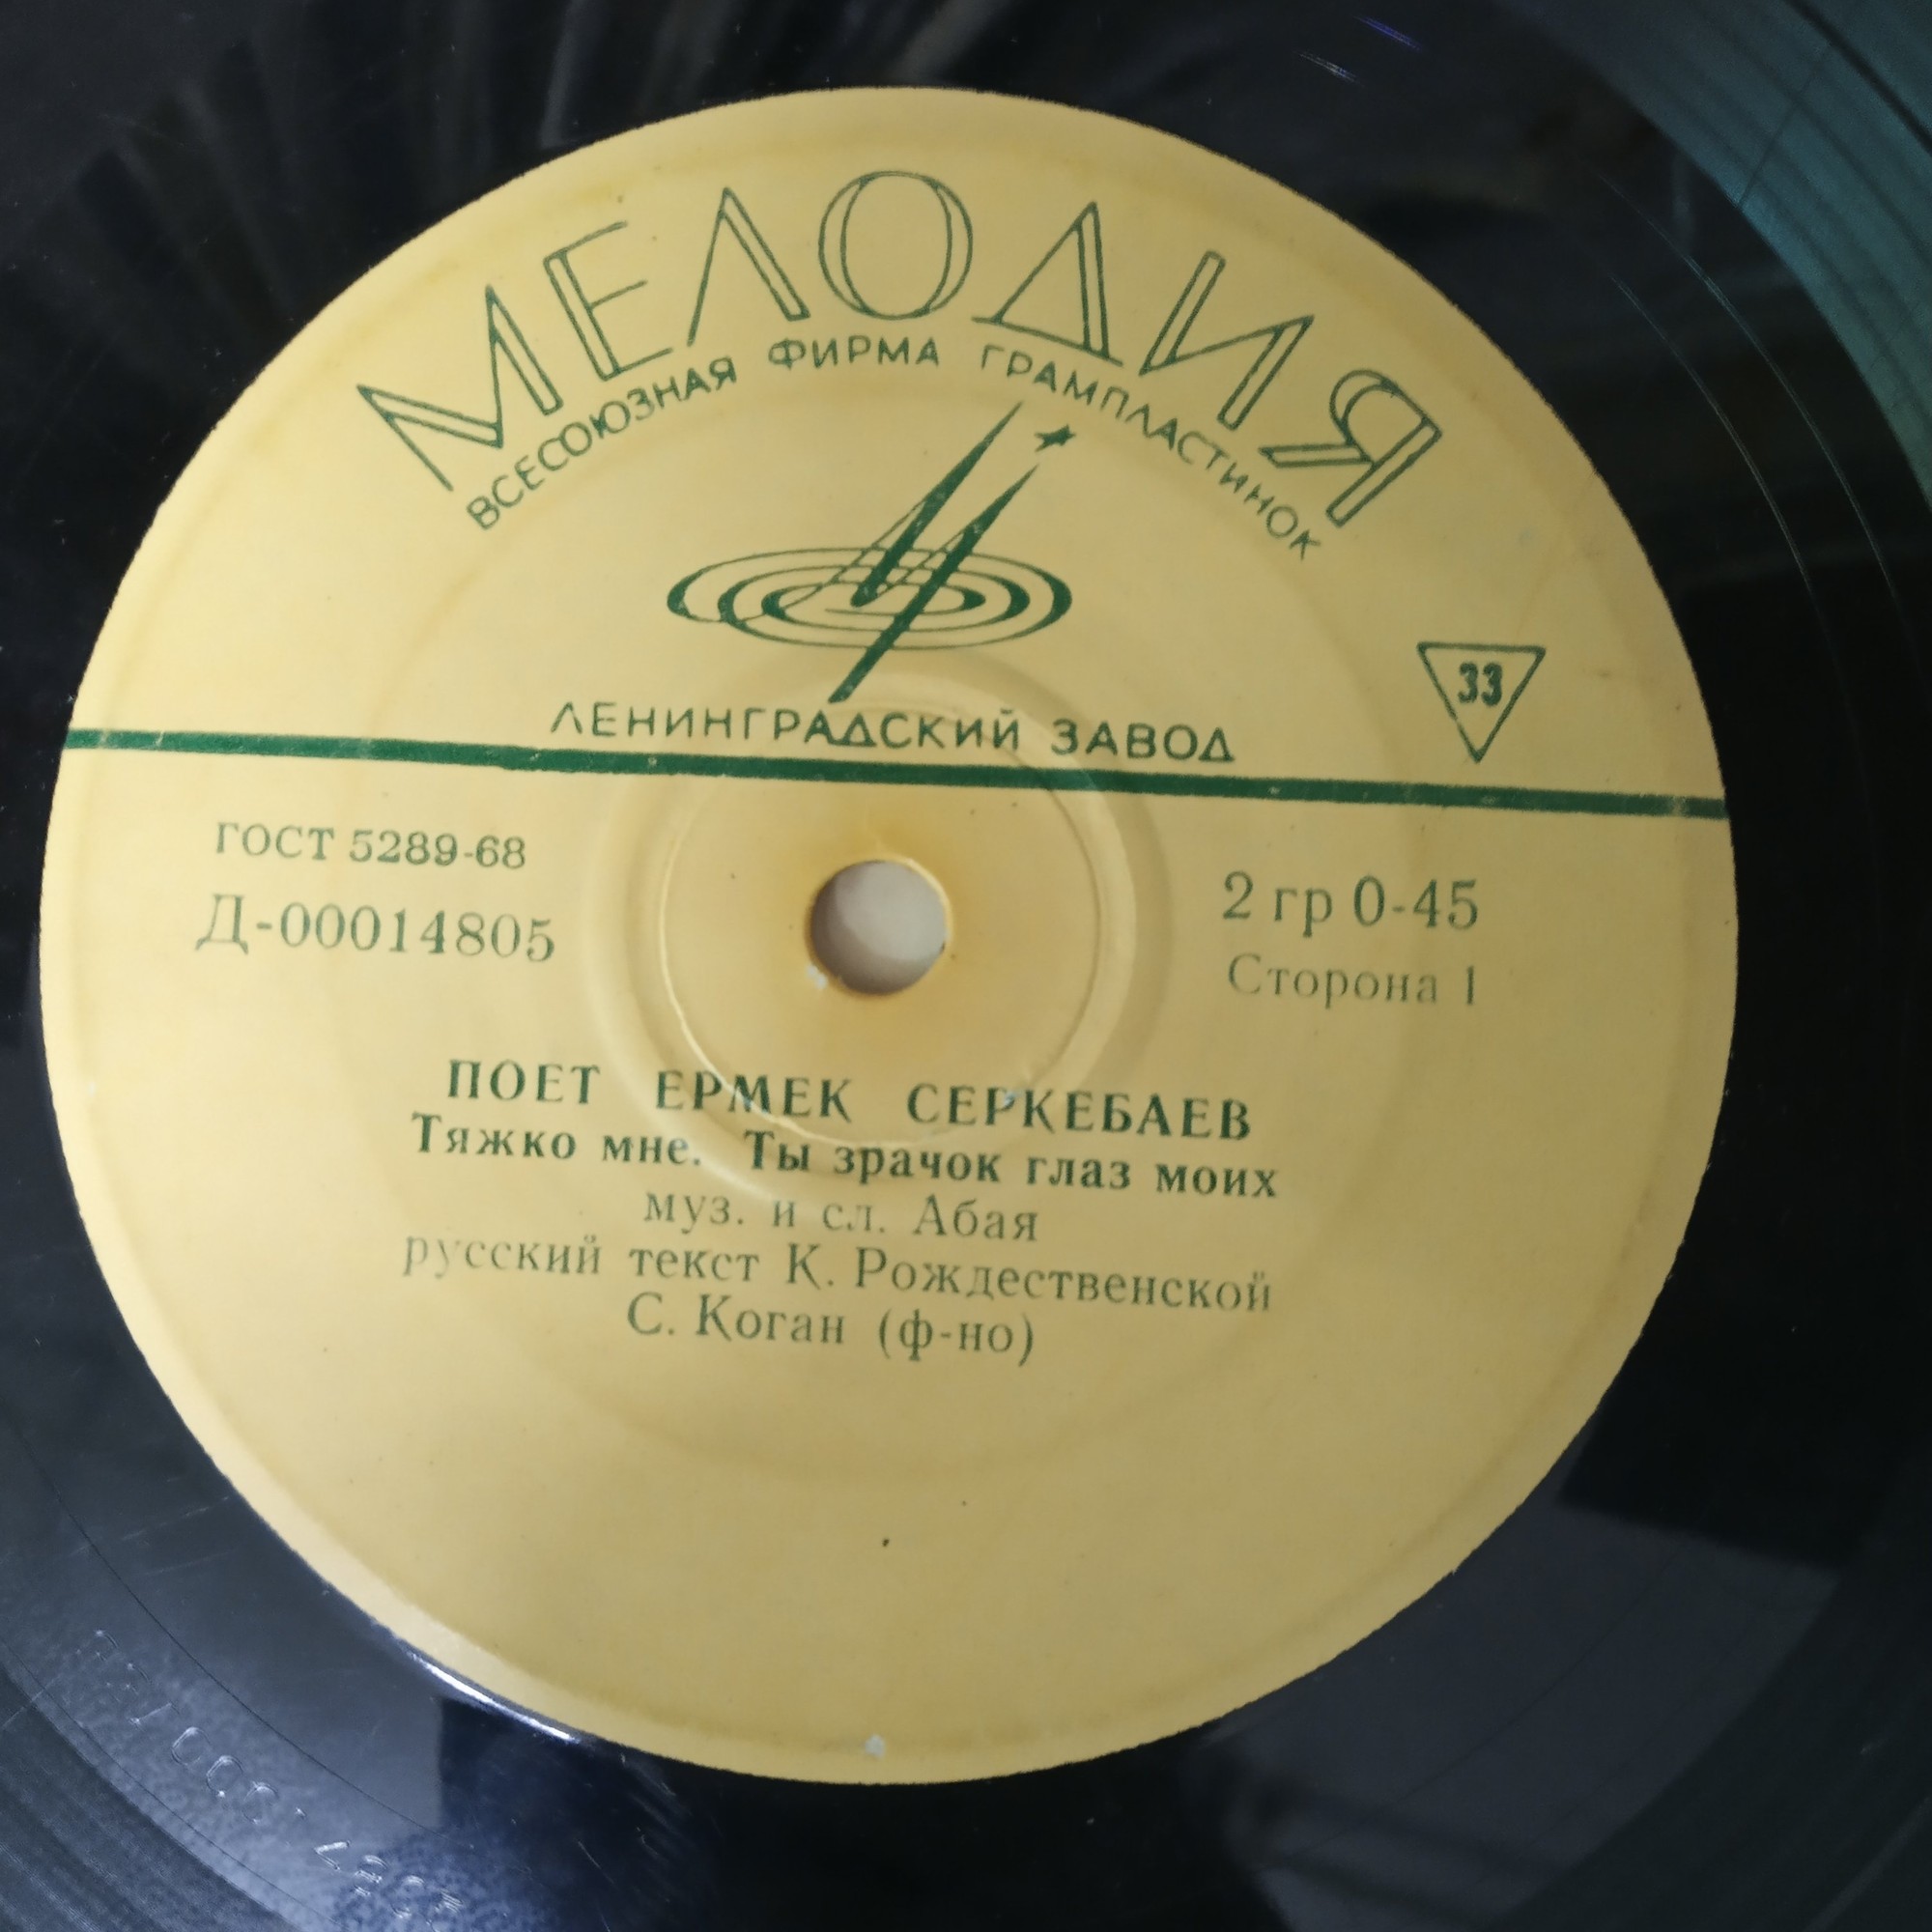 МЕЛОДИЯ
ВСЕСОЮЗНАЯ ФИРМА ГРАМПЛАСТИНОК
33
ЛЕНИНГРАДСКИЙ ЗАВОД
ГОСТ 5289-68
Д-00014805
2 гр 0-45
Сторона 1
ПОЕТ ЕРМЕК СЕРКЕБАЕВ
Тяжко мне. Ты зрачок глаз моих
муз. и сл. Абая
русский текст К. Рождественской
С. Коган (ф-но)